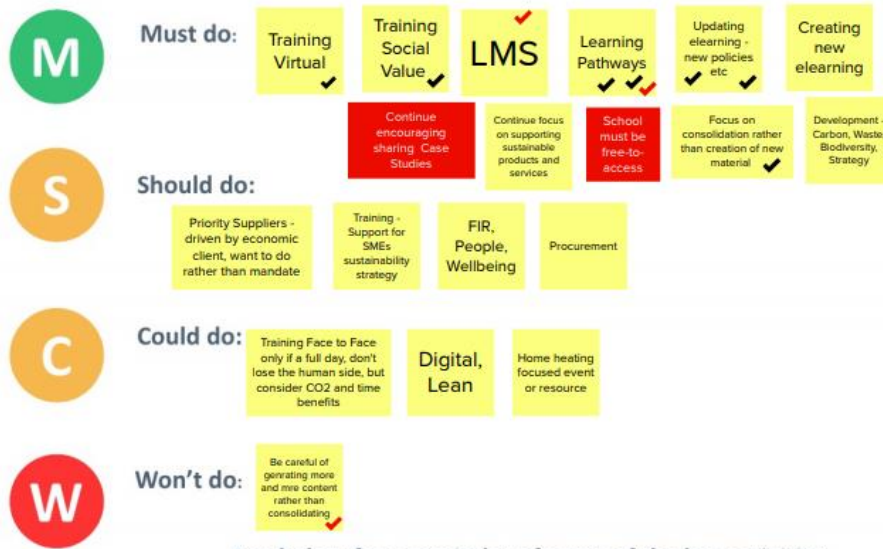 M
Must do:
Training
Virtual
Training
Social
Value
LMS
Learning
Pathways
Updating
elearning -
new policies
etc
Creating
new
elearning
Continue
encouraging
sharing Case
Studies
Continue focus
on supporting
sustainable
products and
services
School
must be
free-to-
access
Focus on
consolidation rather
than creation of new
material
Development -
Carbon, Waste,
Biodiversity,
Strategy
S
Should do:
Priority Suppliers -
driven by economic
client, want to do
rather than mandate
Training -
Support for
SMEs
sustainability
strategy
FIR,
People,
Wellbeing
Procurement
C
Could do:
Training Face to Face
only if a full day, don't
lose the human side, but
consider CO2 and time
benefits
Digital,
Lean
Home heating
focused event
or resource
W
Won't do:
Be careful of
genrating more
and mre content
rather than
consolidating